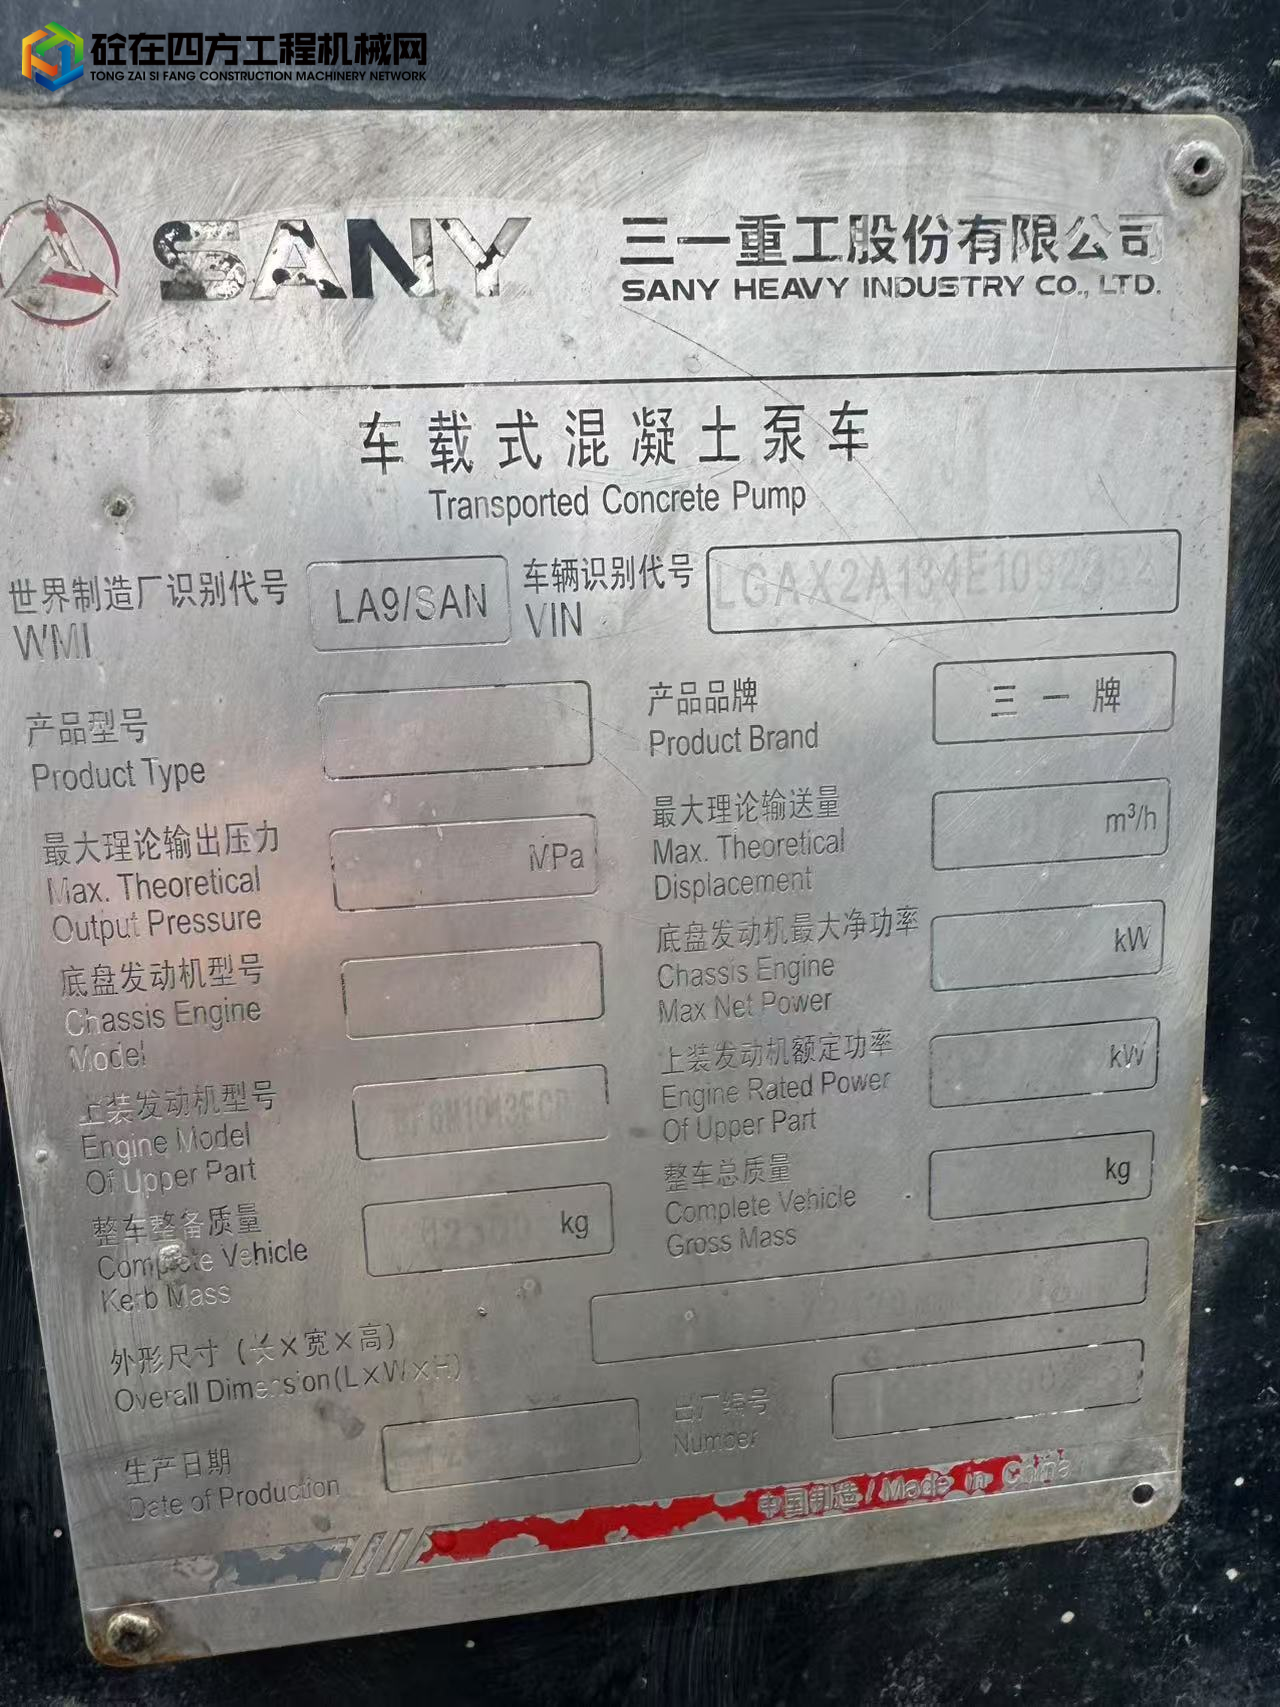 砼在四方工程机械网
TONG ZAI SI FANG CONSTRUCTION MACHINERY NETWORK
SANY
三一重工股份有限公司
SANY HEAVY INDUSTRY CO., LTD.
车载式混凝土泵车
Transported Concrete Pump
世界制造厂识别代号
WMI
LA9/SAN
车辆识别代号
VIN
产品型号
Product Type
产品品牌
Product Brand
三一牌
最大理论输出压力
Max. Theoretical
Output Pressure
MPa
最大理论输送量
Max. Theoretical
Displacement
m³/h
底盘发动机型号
Chassis Engine
Model
底盘发动机最大净功率
Chassis Engine
Max Net Power
kW
上装发动机型号
Engine Model
Of Upper Part
上装发动机额定功率
Engine Rated Power
Of Upper Part
kW
整车整备质量
Complete Vehicle
Kerb Mass
kg
整车总质量
Complete Vehicle
Gross Mass
kg
外形尺寸(长×宽×高)
Overall Dimension(L×W×H)
生产日期
Date of Production
出厂编号
Number
中国制造/Made in China